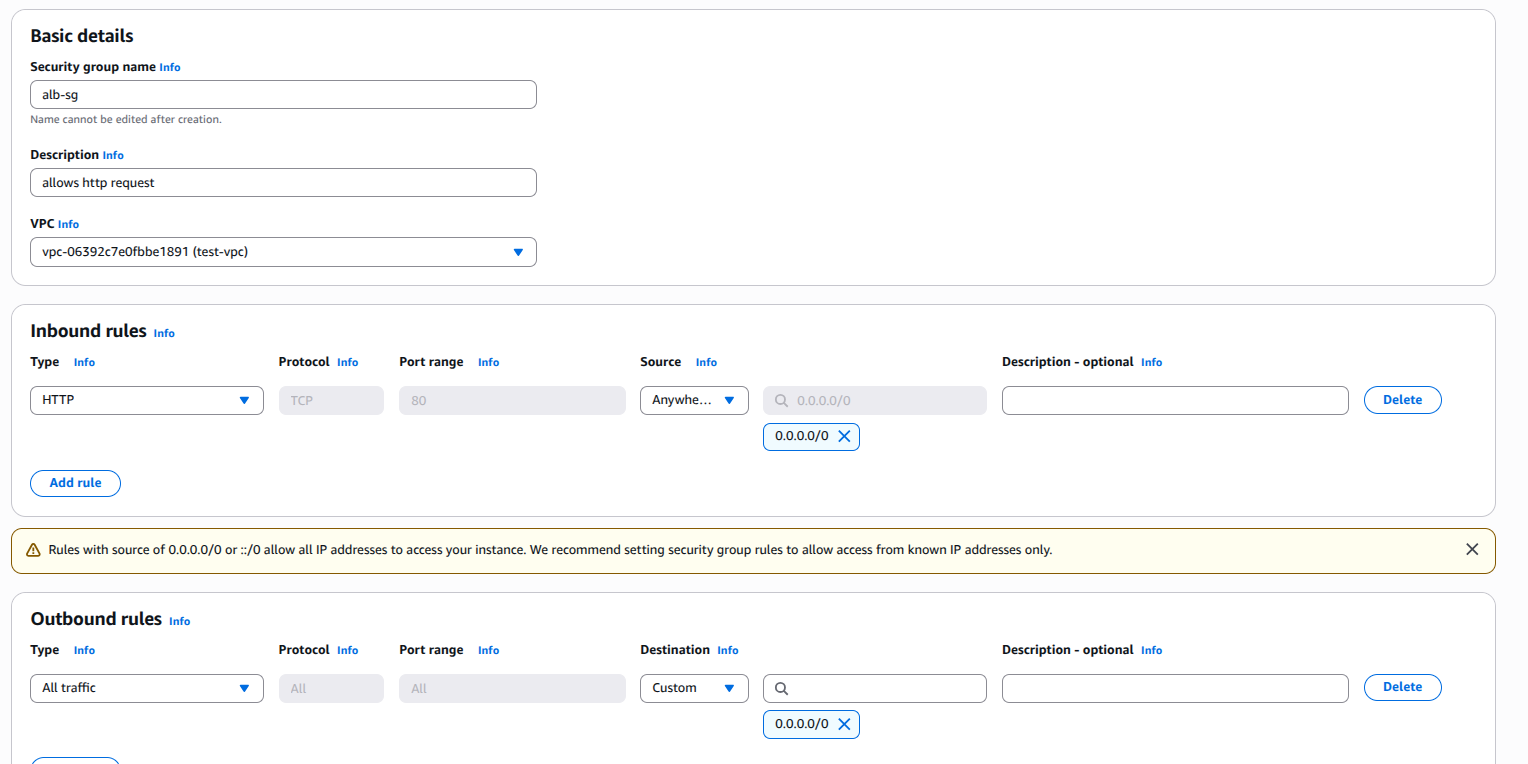 Basic details
Security group name Info
alb-sg
Name cannot be edited after creation.
Description Info
allows http request
VPC Info
vpc-06392c7e0fbbe1891 (test-vpc)
Inbound rules Info
Type Info Protocol Info Port range Info Source Info Description - optional Info
HTTP TCP 80 Anywhe... 0.0.0.0/0 Delete
0.0.0.0/0
Add rule
Rules with source of 0.0.0.0/0 or ::/0 allow all IP addresses to access your instance. We recommend setting security group rules to allow access from known IP addresses only.
Outbound rules Info
Type Info Protocol Info Port range Info Destination Info Description - optional Info
All traffic All All Custom Delete
0.0.0.0/0